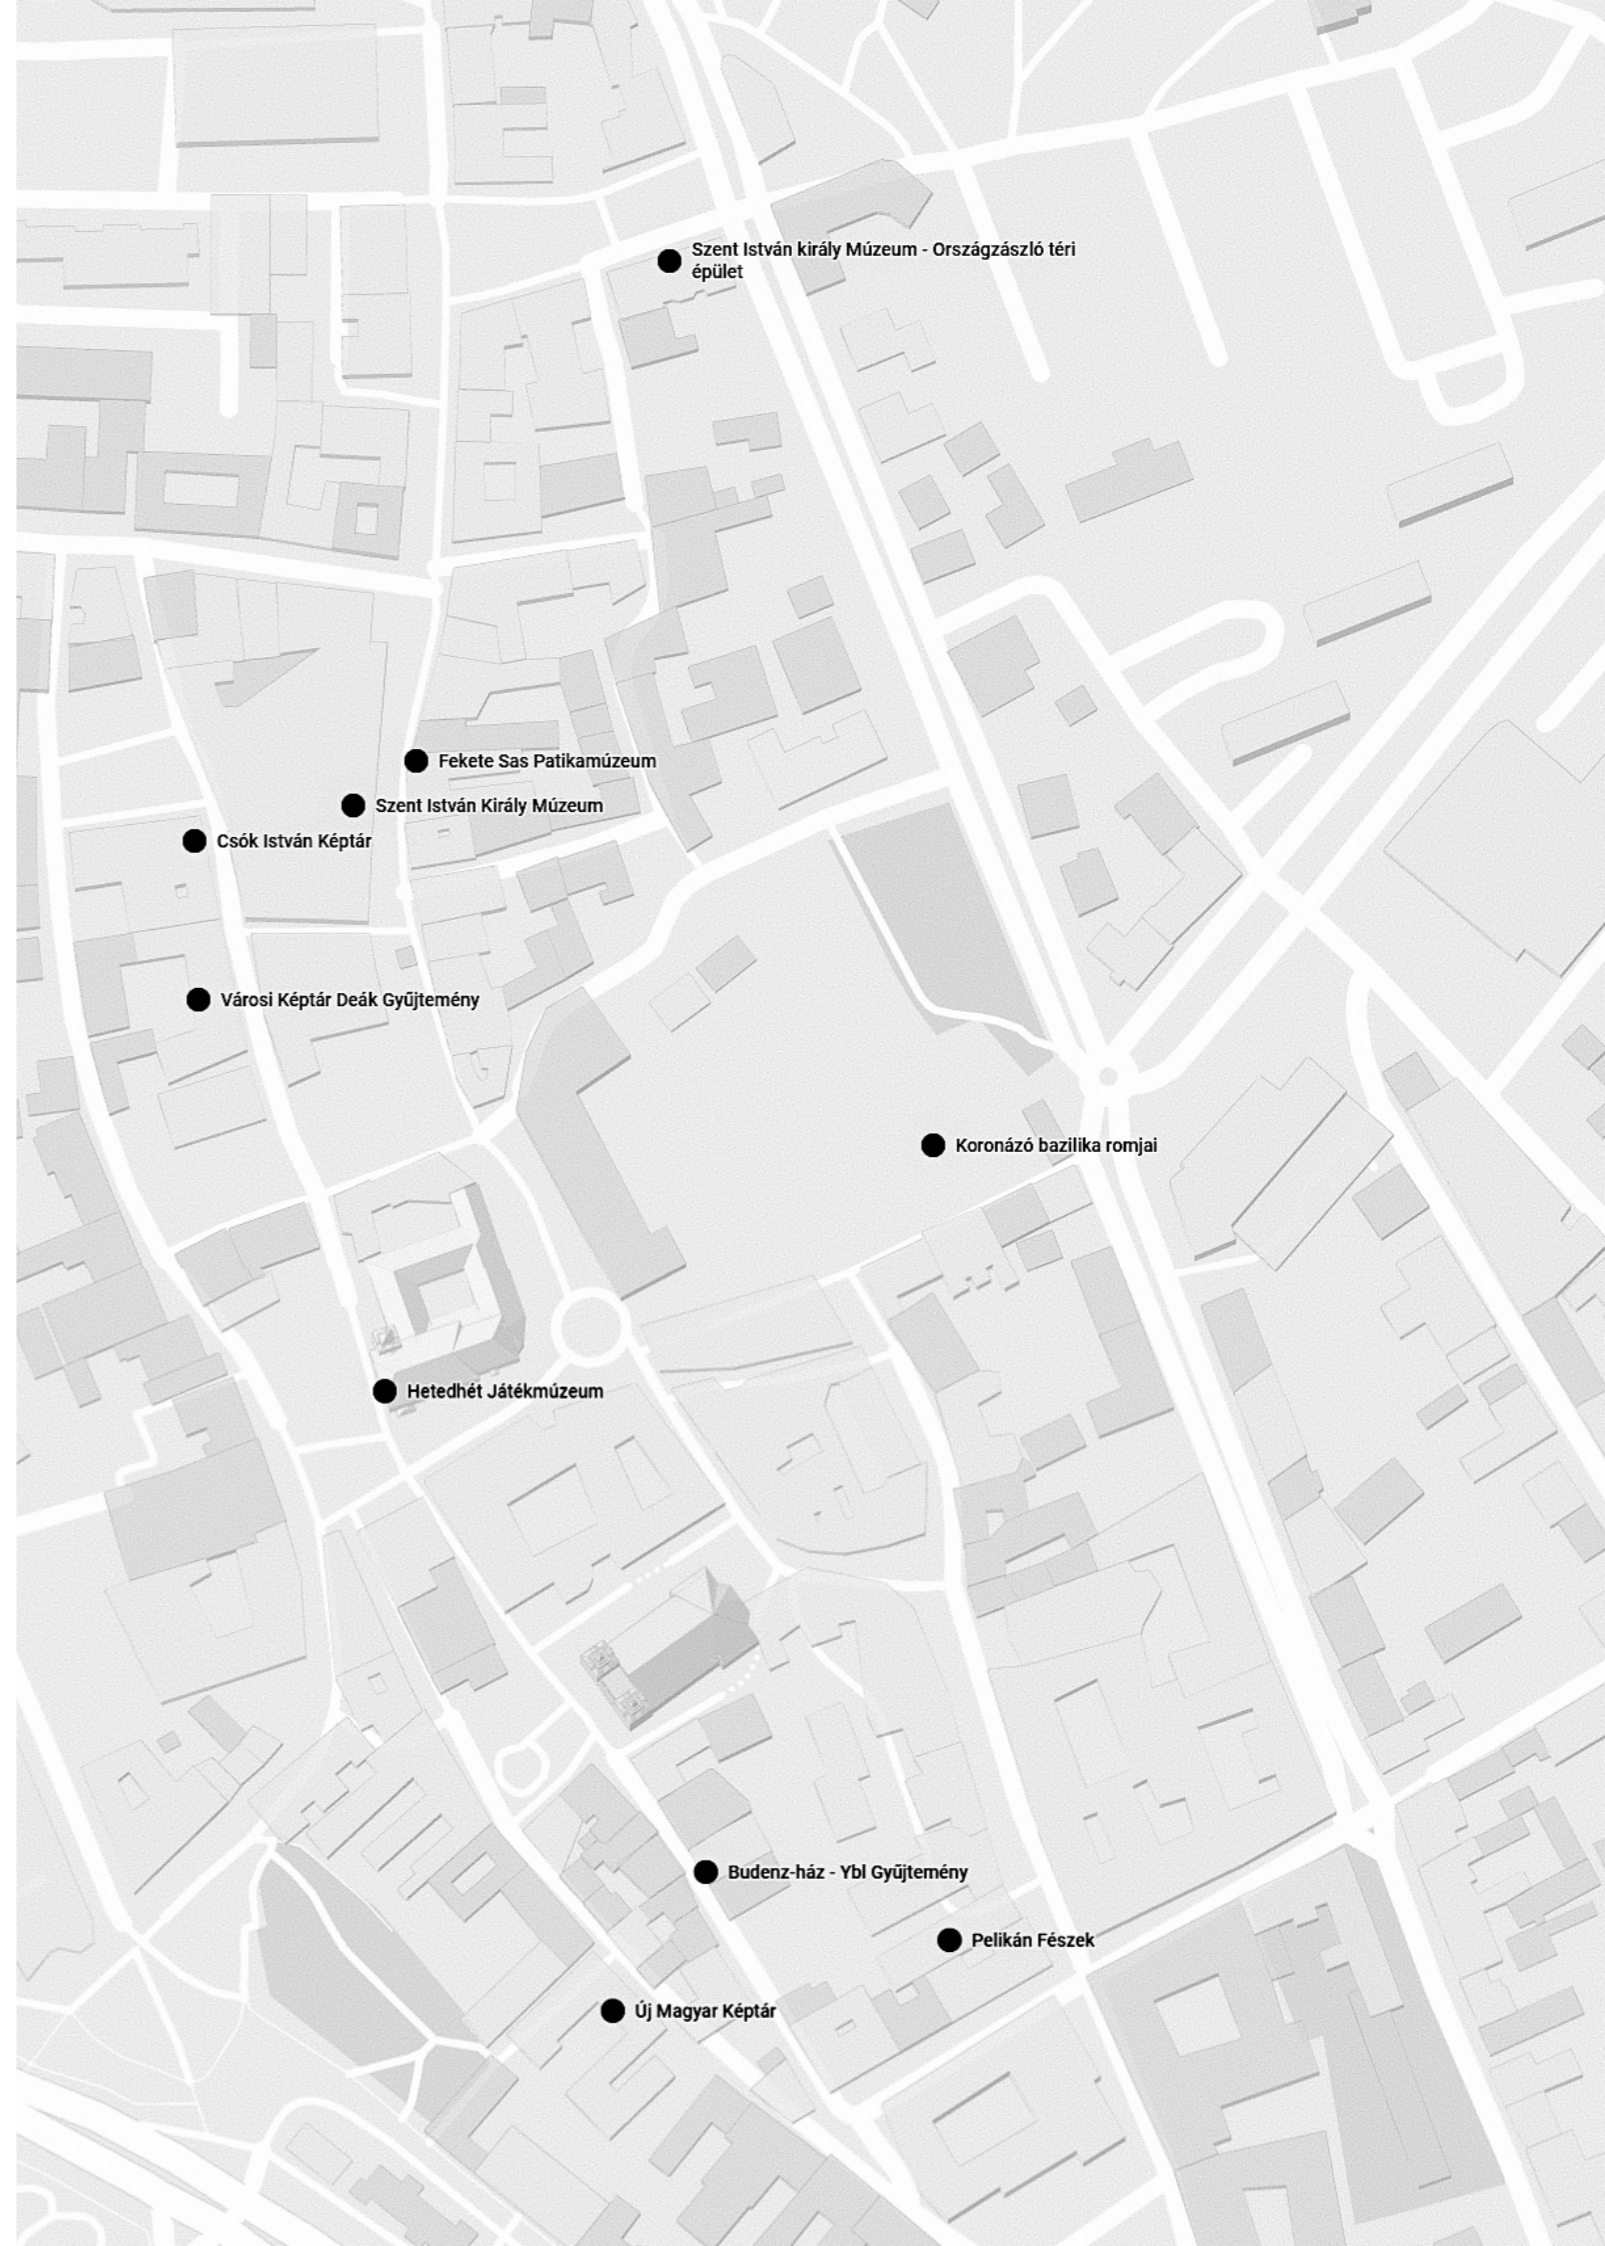 Szent István király Múzeum - Országzászló téri
épület
Fekete Sas Patikamúzeum
Szent István Király Múzeum
Csók István Képtár
Városi Képtár Deák Gyűjtemény
Koronázó bazilika romjai
Hetedhét Játékmúzeum
Budenz-ház - Ybl Gyűjtemény
Pelikán Fészek
Új Magyar Képtár